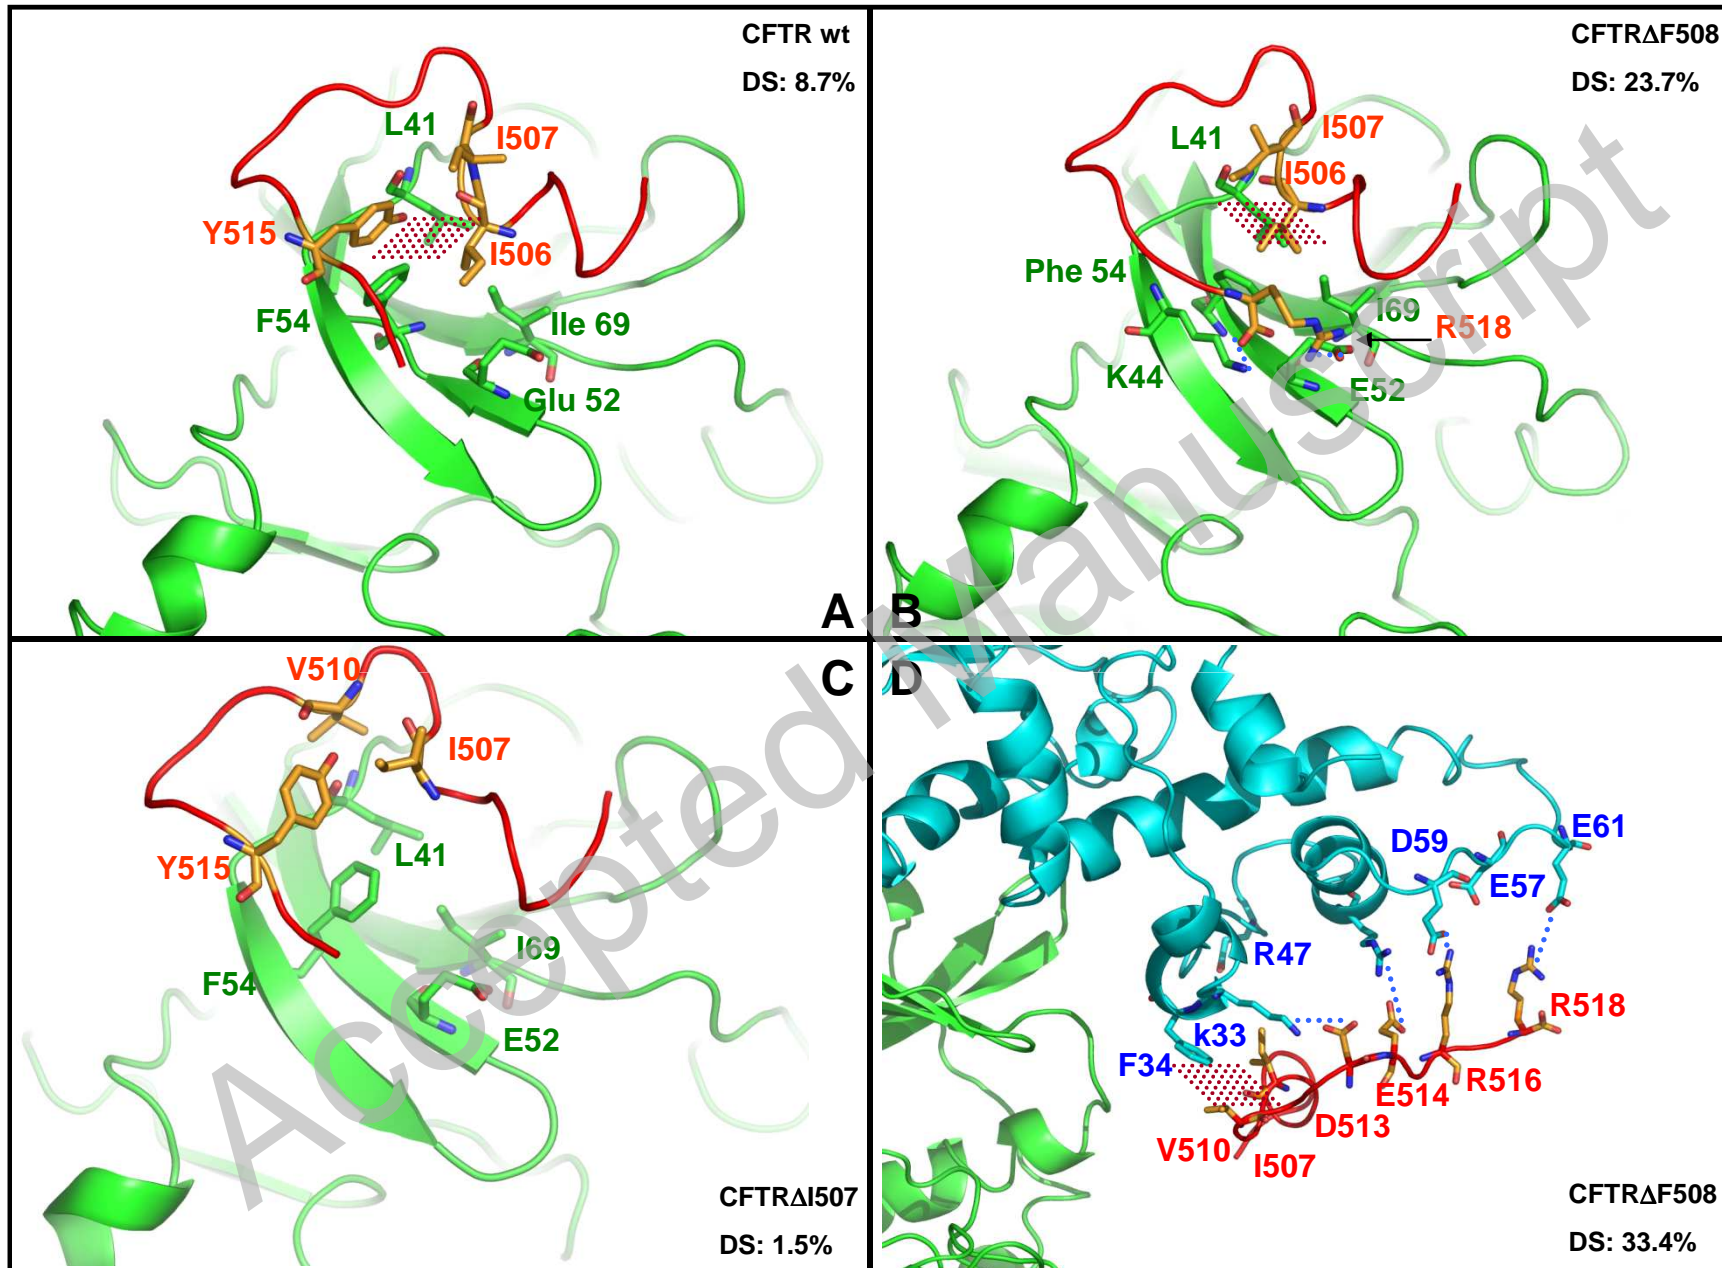 CFTR wt
DS: 8.7%
L41
I507
Y515
I506
F54
Ile 69
Glu 52
A
CFTRΔF508
DS: 23.7%
L41
I507
I506
Phe 54
I69
R518
K44
E52
B
V510
C
I507
Y515
L41
I69
F54
E52
CFTRΔI507
DS: 1.5%
D
E61
D59
E57
R47
k33
F34
R518
R516
E514
D513
V510
I507
CFTRΔF508
DS: 33.4%
Accepted Manuscript